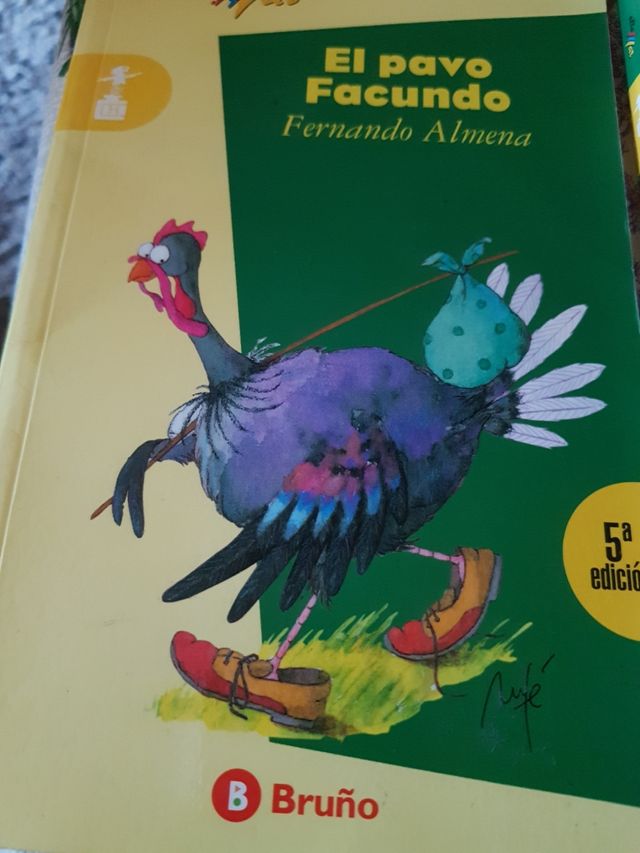 El pavo
Facundo
Fernando Almena
5ª
edició
B Bruño